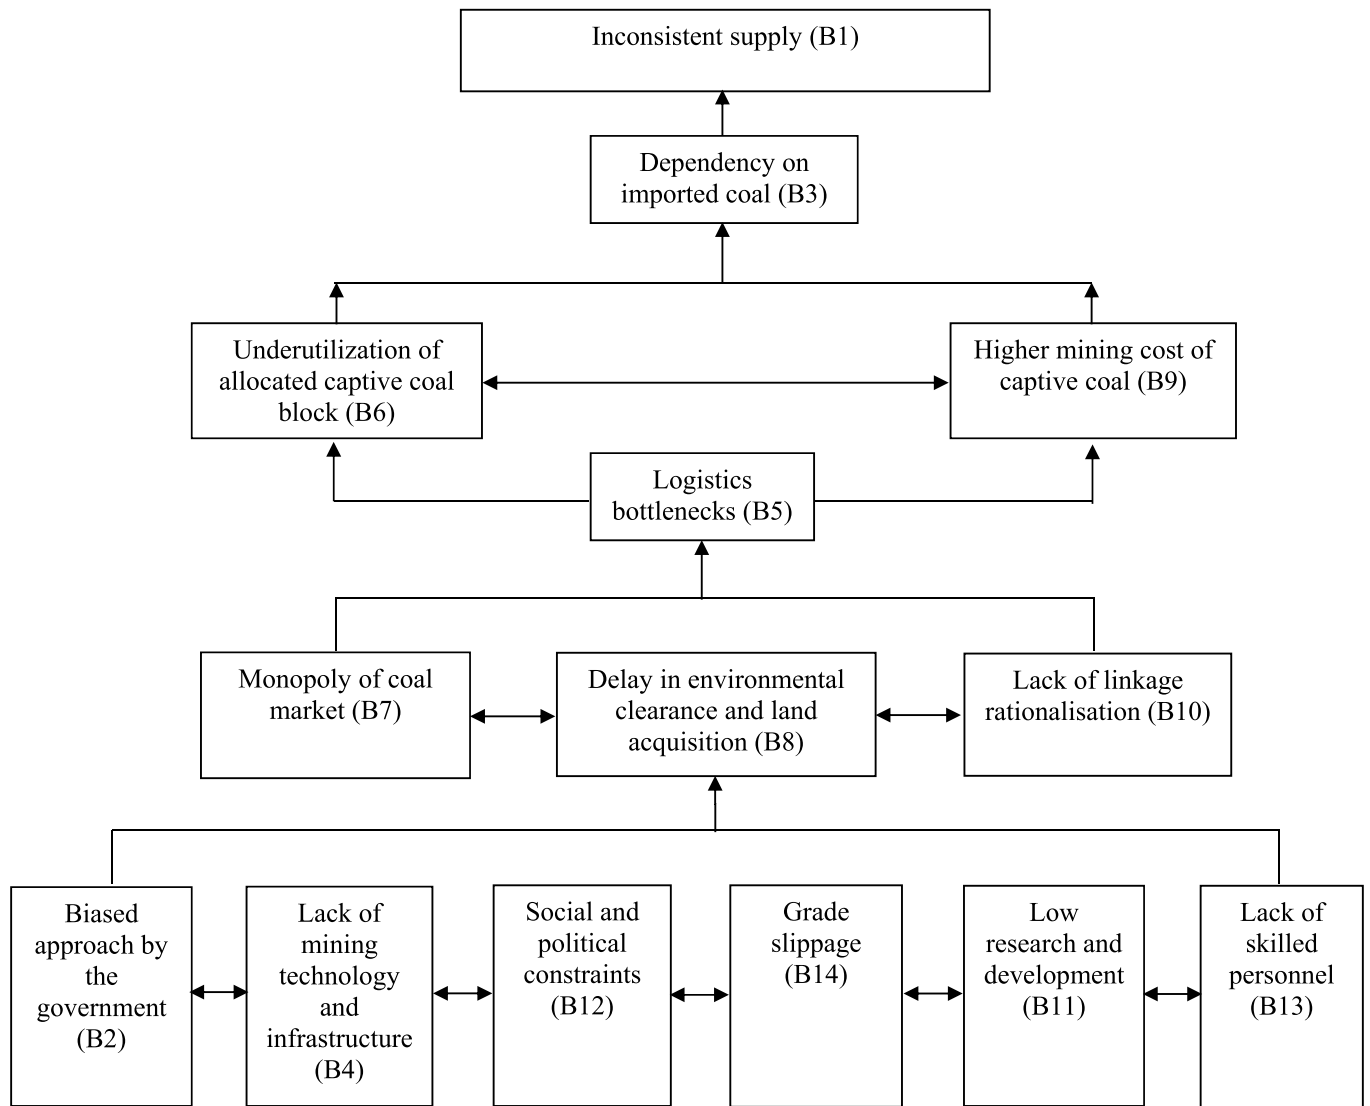 Inconsistent supply (B1)
Dependency on
imported coal (B3)
Underutilization of
allocated captive coal
block (B6)
Higher mining cost of
captive coal (B9)
Logistics
bottlenecks (B5)
Monopoly of coal
market (B7)
Delay in environmental
clearance and land
acquisition (B8)
Lack of linkage
rationalisation (B10)
Biased
approach by
the
government
(B2)
Lack of
mining
technology
and
infrastructure
(B4)
Social and
political
constraints
(B12)
Grade
slippage
(B14)
Low
research and
development
(B11)
Lack of
skilled
personnel
(B13)